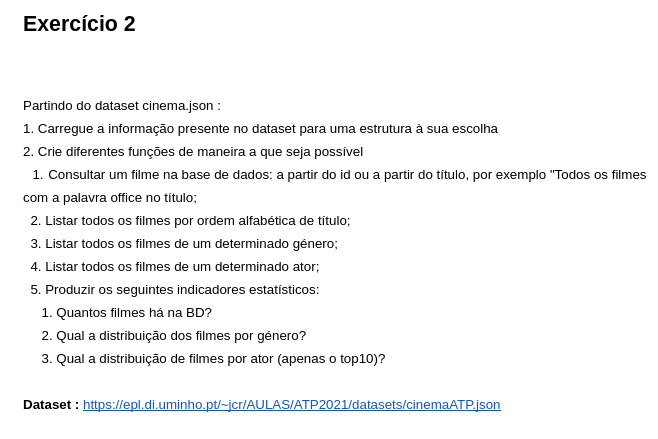 Exercício 2
Partindo do dataset cinema.json :
1. Carregue a informação presente no dataset para uma estrutura à sua escolha
2. Crie diferentes funções de maneira a que seja possível
1. Consultar um filme na base de dados: a partir do id ou a partir do título, por exemplo "Todos os filmes
com a palavra office no título;
2. Listar todos os filmes por ordem alfabética de título;
3. Listar todos os filmes de um determinado género;
4. Listar todos os filmes de um determinado ator;
5. Produzir os seguintes indicadores estatísticos:
1. Quantos filmes há na BD?
2. Qual a distribuição dos filmes por género?
3. Qual a distribuição de filmes por ator (apenas o top10)?
Dataset : https://epl.di.uminho.pt/~jcr/AULAS/ATP2021/datasets/cinemaATP.json